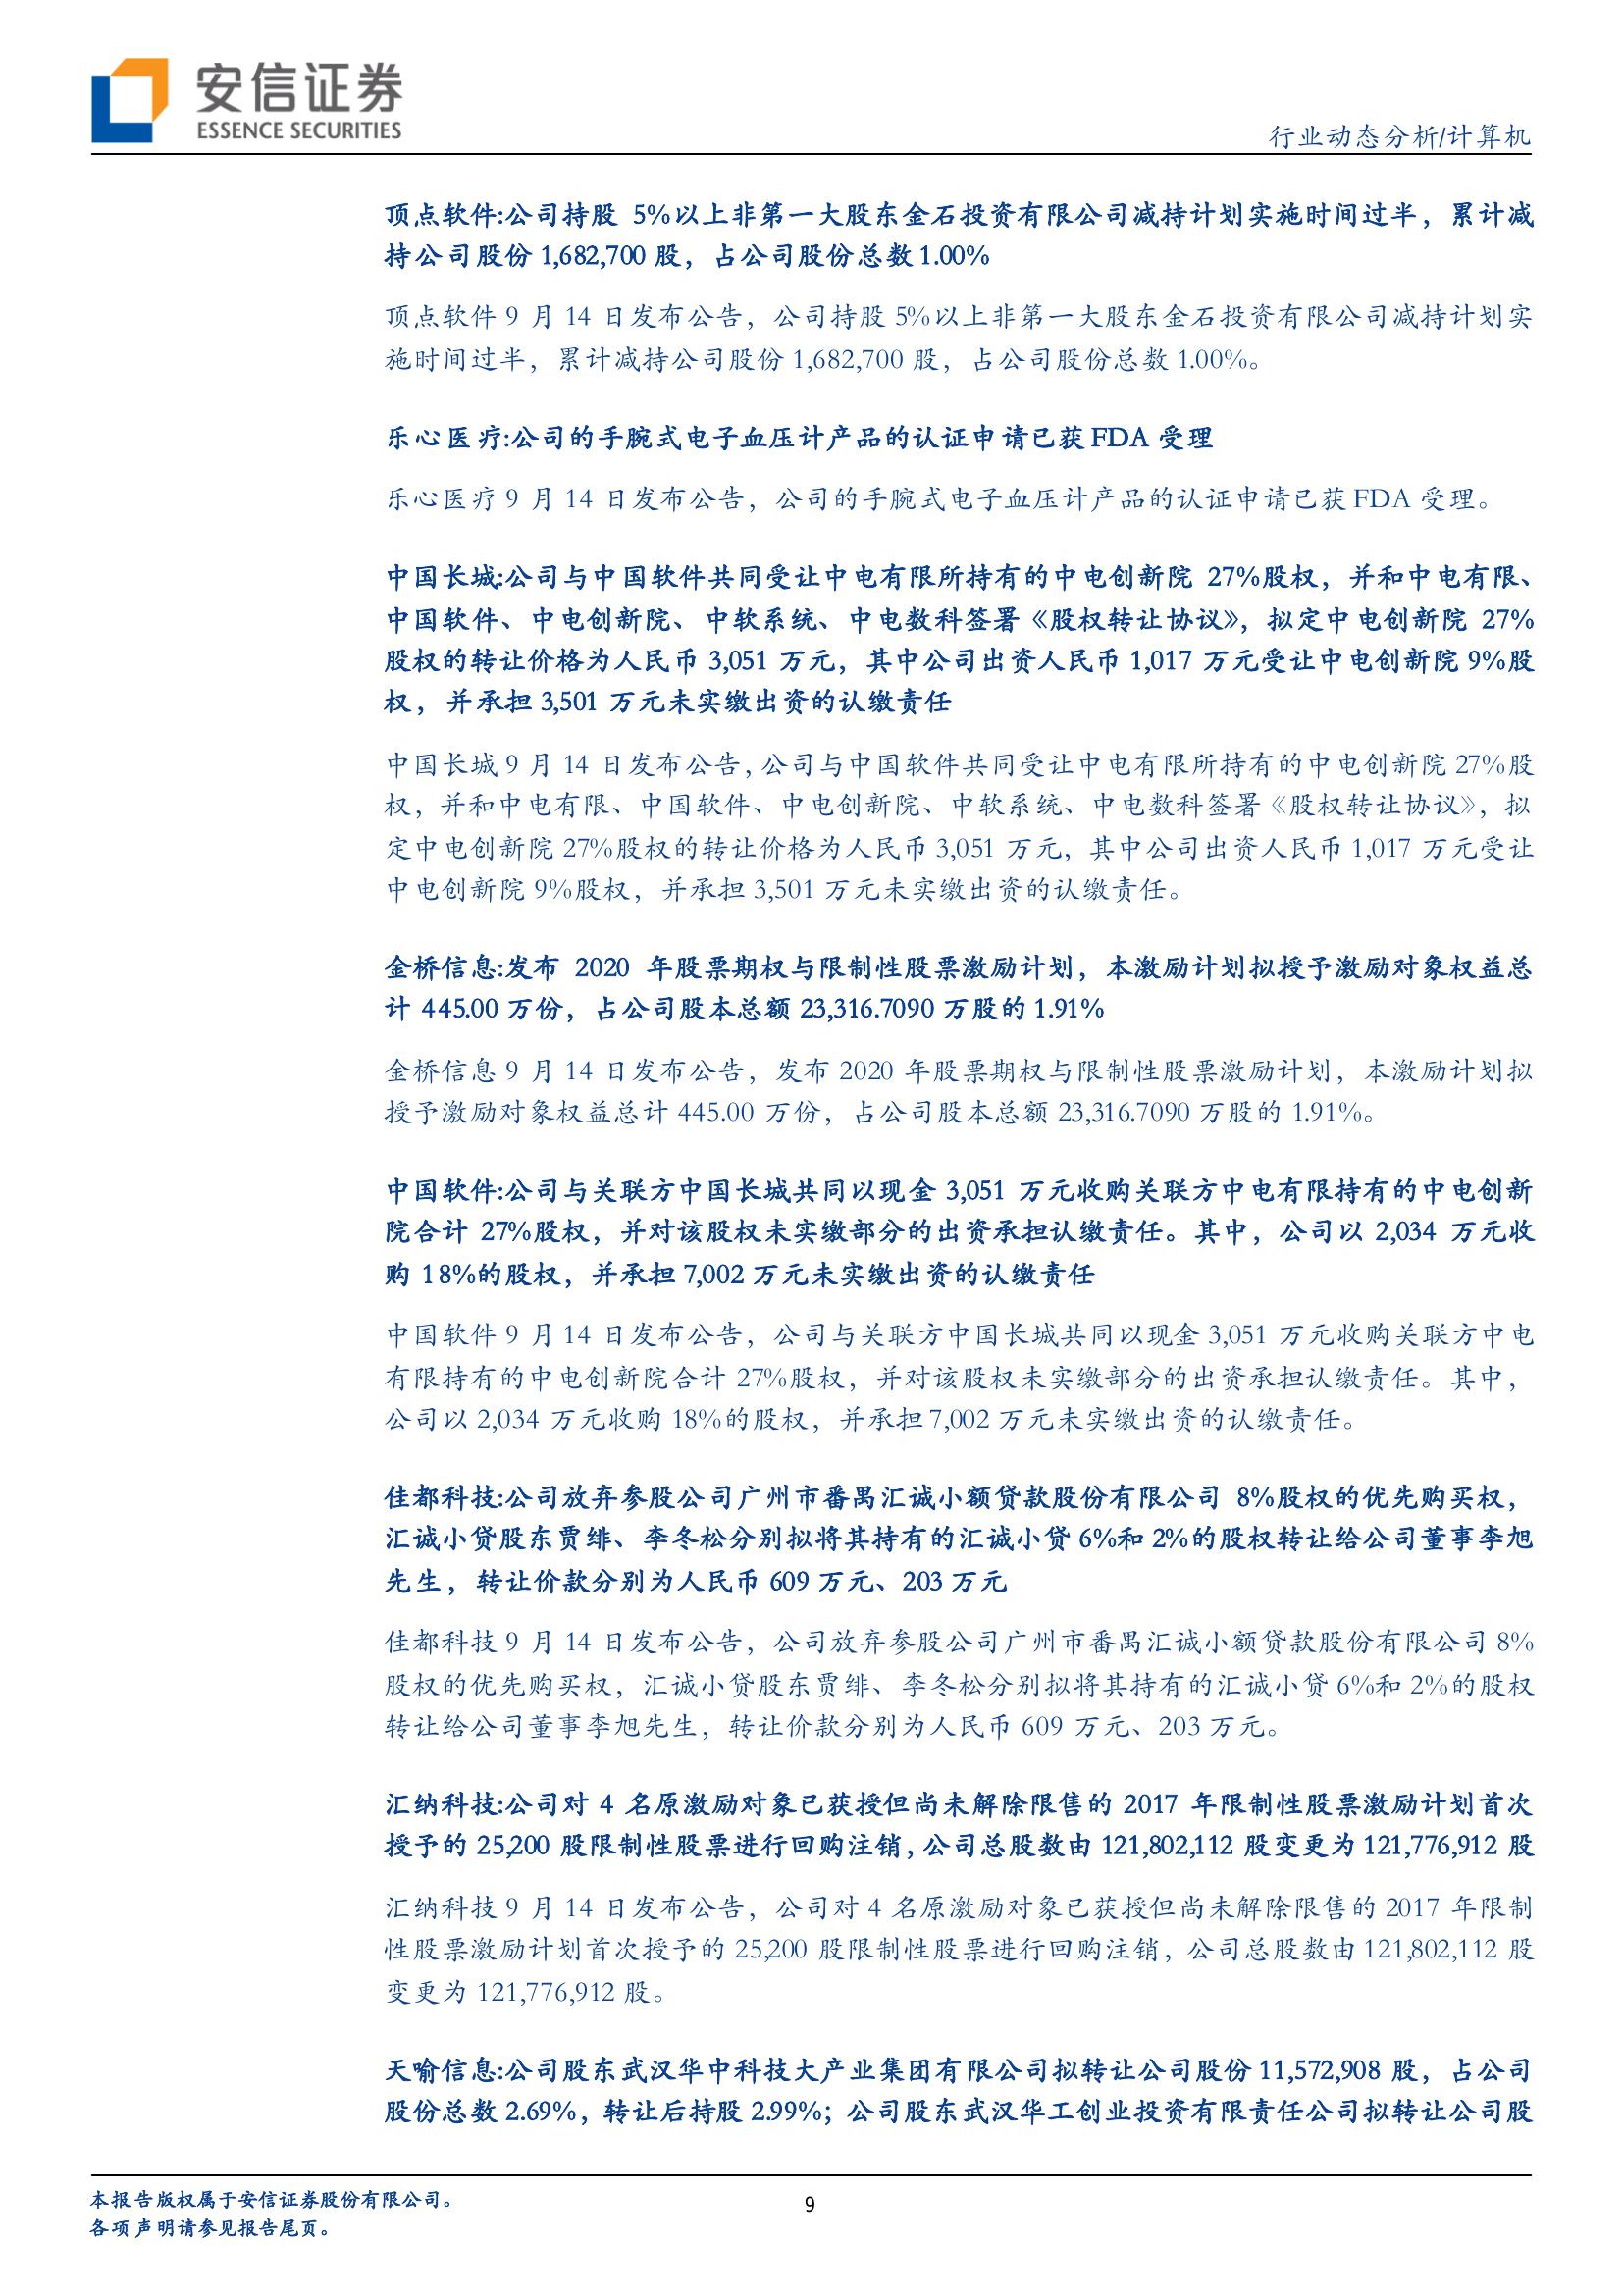 安信证券
ESSENCE SECURITIES
行业动态分析/计算机
顶点软件:公司持股 5%以上非第一大股东金石投资有限公司减持计划实施时间过半，累计减
持公司股份 1,682,700 股，占公司股份总数 1.00%
顶点软件 9 月 14 日发布公告，公司持股 5%以上非第一大股东金石投资有限公司减持计划实
施时间过半，累计减持公司股份 1,682,700 股，占公司股份总数 1.00%。
乐心医疗:公司的手腕式电子血压计产品的认证申请已获 FDA 受理
乐心医疗 9 月 14 日发布公告，公司的手腕式电子血压计产品的认证申请已获 FDA 受理。
中国长城:公司与中国软件共同受让中电有限所持有的中电创新院 27%股权，并和中电有限、
中国软件、中电创新院、中软系统、中电数科签署《股权转让协议》，拟定中电创新院 27%
股权的转让价格为人民币 3,051 万元，其中公司出资人民币 1,017 万元受让中电创新院 9%股
权，并承担 3,501 万元未实缴出资的认缴责任
中国长城 9 月 14 日发布公告，公司与中国软件共同受让中电有限所持有的中电创新院 27%股
权，并和中电有限、中国软件、中电创新院、中软系统、中电数科签署《股权转让协议》，拟
定中电创新院 27%股权的转让价格为人民币 3,051 万元，其中公司出资人民币 1,017 万元受让
中电创新院 9%股权，并承担 3,501 万元未实缴出资的认缴责任。
金桥信息:发布 2020 年股票期权与限制性股票激励计划，本激励计划拟授予激励对象权益总
计 445.00 万份，占公司股本总额 23,316.7090 万股的 1.91%
金桥信息 9 月 14 日发布公告，发布 2020 年股票期权与限制性股票激励计划，本激励计划拟
授予激励对象权益总计 445.00 万份，占公司股本总额 23,316.7090 万股的 1.91%。
中国软件:公司与关联方中国长城共同以现金 3,051 万元收购关联方中电有限持有的中电创新
院合计 27%股权，并对该股权未实缴部分的出资承担认缴责任。其中，公司以 2,034 万元收
购 18%的股权，并承担 7,002 万元未实缴出资的认缴责任
中国软件 9 月 14 日发布公告，公司与关联方中国长城共同以现金 3,051 万元收购关联方中电
有限持有的中电创新院合计 27%股权，并对该股权未实缴部分的出资承担认缴责任。其中，
公司以 2,034 万元收购 18%的股权，并承担 7,002 万元未实缴出资的认缴责任。
佳都科技:公司放弃参股公司广州市番禺汇诚小额贷款股份有限公司 8%股权的优先购买权，
汇诚小贷股东贾绯、李冬松分别拟将其持有的汇诚小贷 6%和 2%的股权转让给公司董事李旭
先生，转让价款分别为人民币 609 万元、203 万元
佳都科技 9 月 14 日发布公告，公司放弃参股公司广州市番禺汇诚小额贷款股份有限公司 8%
股权的优先购买权，汇诚小贷股东贾绯、李冬松分别拟将其持有的汇诚小贷 6%和 2%的股权
转让给公司董事李旭先生，转让价款分别为人民币 609 万元、203 万元。
汇纳科技:公司对 4 名原激励对象已获授但尚未解除限售的 2017 年限制性股票激励计划首次
授予的 25,200 股限制性股票进行回购注销，公司总股数由 121,802,112 股变更为 121,776,912 股
汇纳科技 9 月 14 日发布公告，公司对 4 名原激励对象已获授但尚未解除限售的 2017 年限制
性股票激励计划首次授予的 25,200 股限制性股票进行回购注销，公司总股数由 121,802,112 股
变更为 121,776,912 股。
天喻信息:公司股东武汉华中科技大产业集团有限公司拟转让公司股份 11,572,908 股，占公司
股份总数 2.69%，转让后持股 2.99%；公司股东武汉华工创业投资有限责任公司拟转让公司股
本报告版权属于安信证券股份有限公司。
各项声明请参见报告尾页。
9